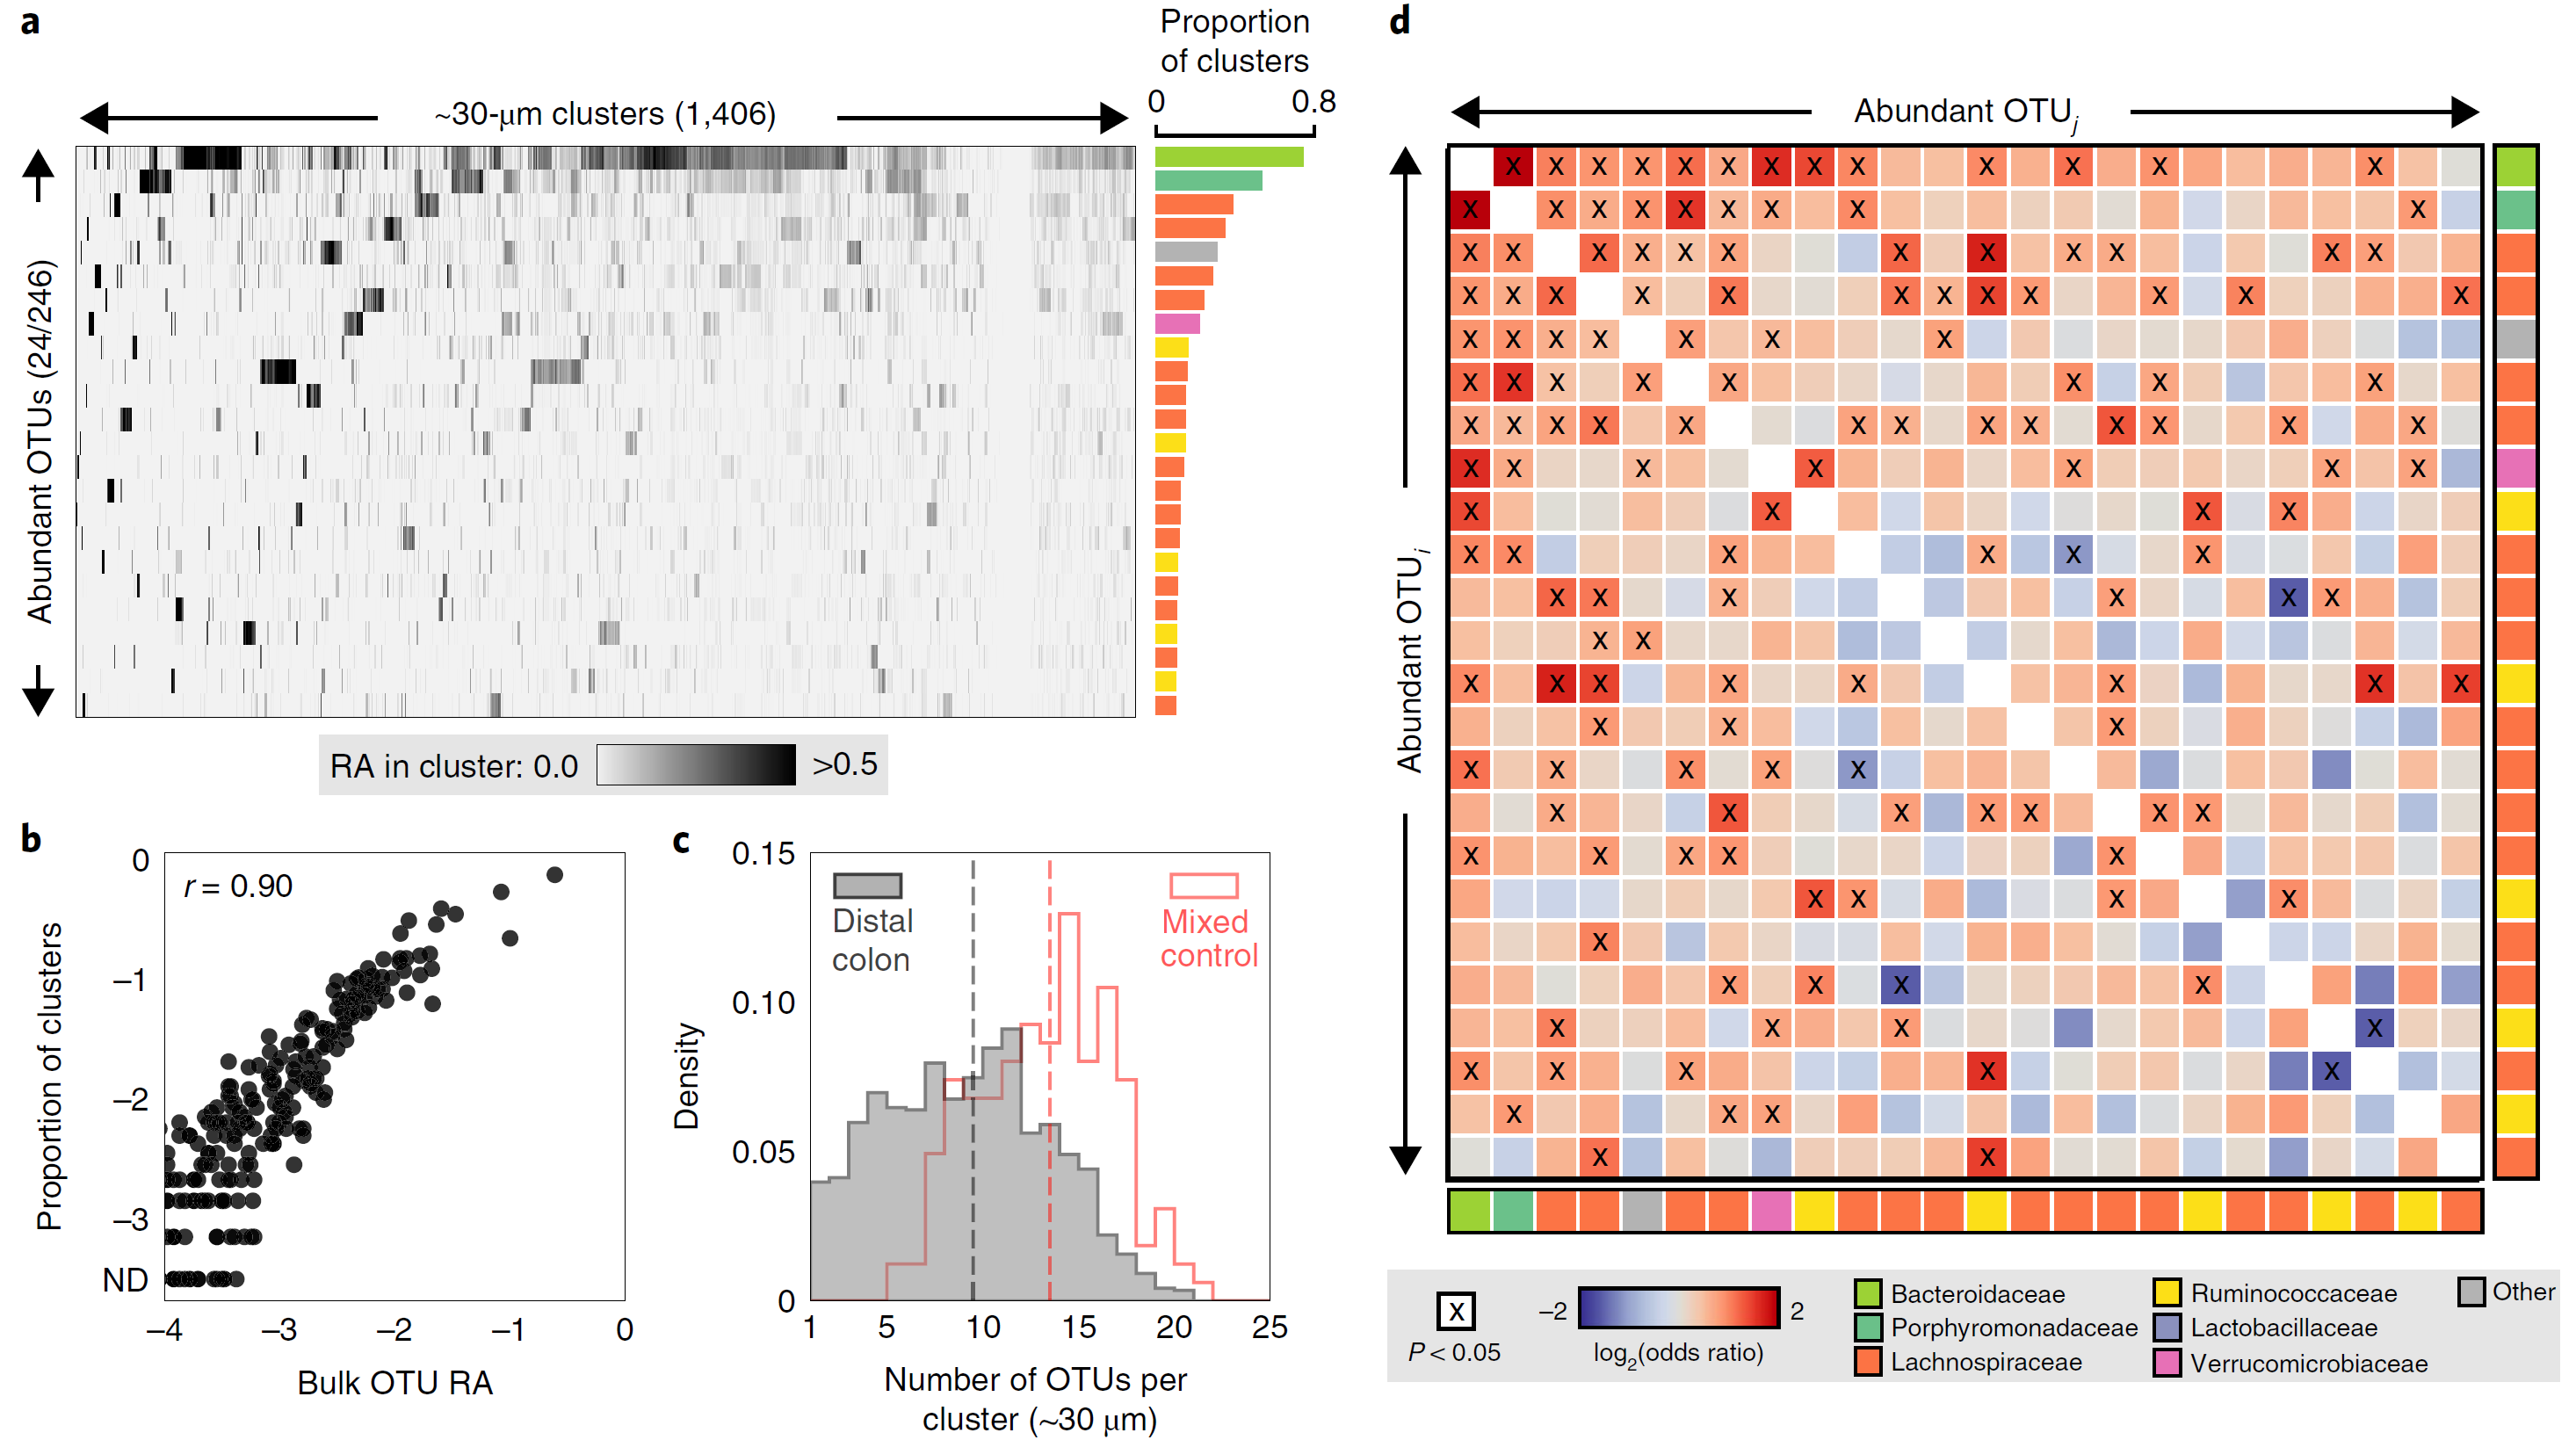 a
Proportion
of clusters
0 0.8
~30-μm clusters (1,406)
Abundant OTUs (24/246)
RA in cluster: 0.0 >0.5
b
r = 0.90
0
–1
–2
–3
ND
Proportion of clusters
–4 –3 –2 –1 0
Bulk OTU RA
c
0.15
0.10
0.05
0
Density
Distal
colon
Mixed
control
1 5 10 15 20 25
Number of OTUs per
cluster (~30 μm)
d
Abundant OTUj
Abundant OTUi
X X X X X X X X X X X X X
X X X X X X X X X
X X X X X X X X X X X X
X X X X X X X X X X X X
X X X X X X X
X X X X X X X X X
X X X X X X X X X X X X X
X X X X X X X
X X X X
X X X X X X
X X X X X X
X X
X X X X X X X X
X X X
X X X X X
X X X X X X X
X X X X X
X X X X X
X
X X X X
X X X X
X X X X X
X X X
X X
X
P < 0.05
–2 2
log2(odds ratio)
Bacteroidaceae
Porphyromonadaceae
Lachnospiraceae
Ruminococcaceae
Lactobacillaceae
Verrucomicrobiaceae
Other